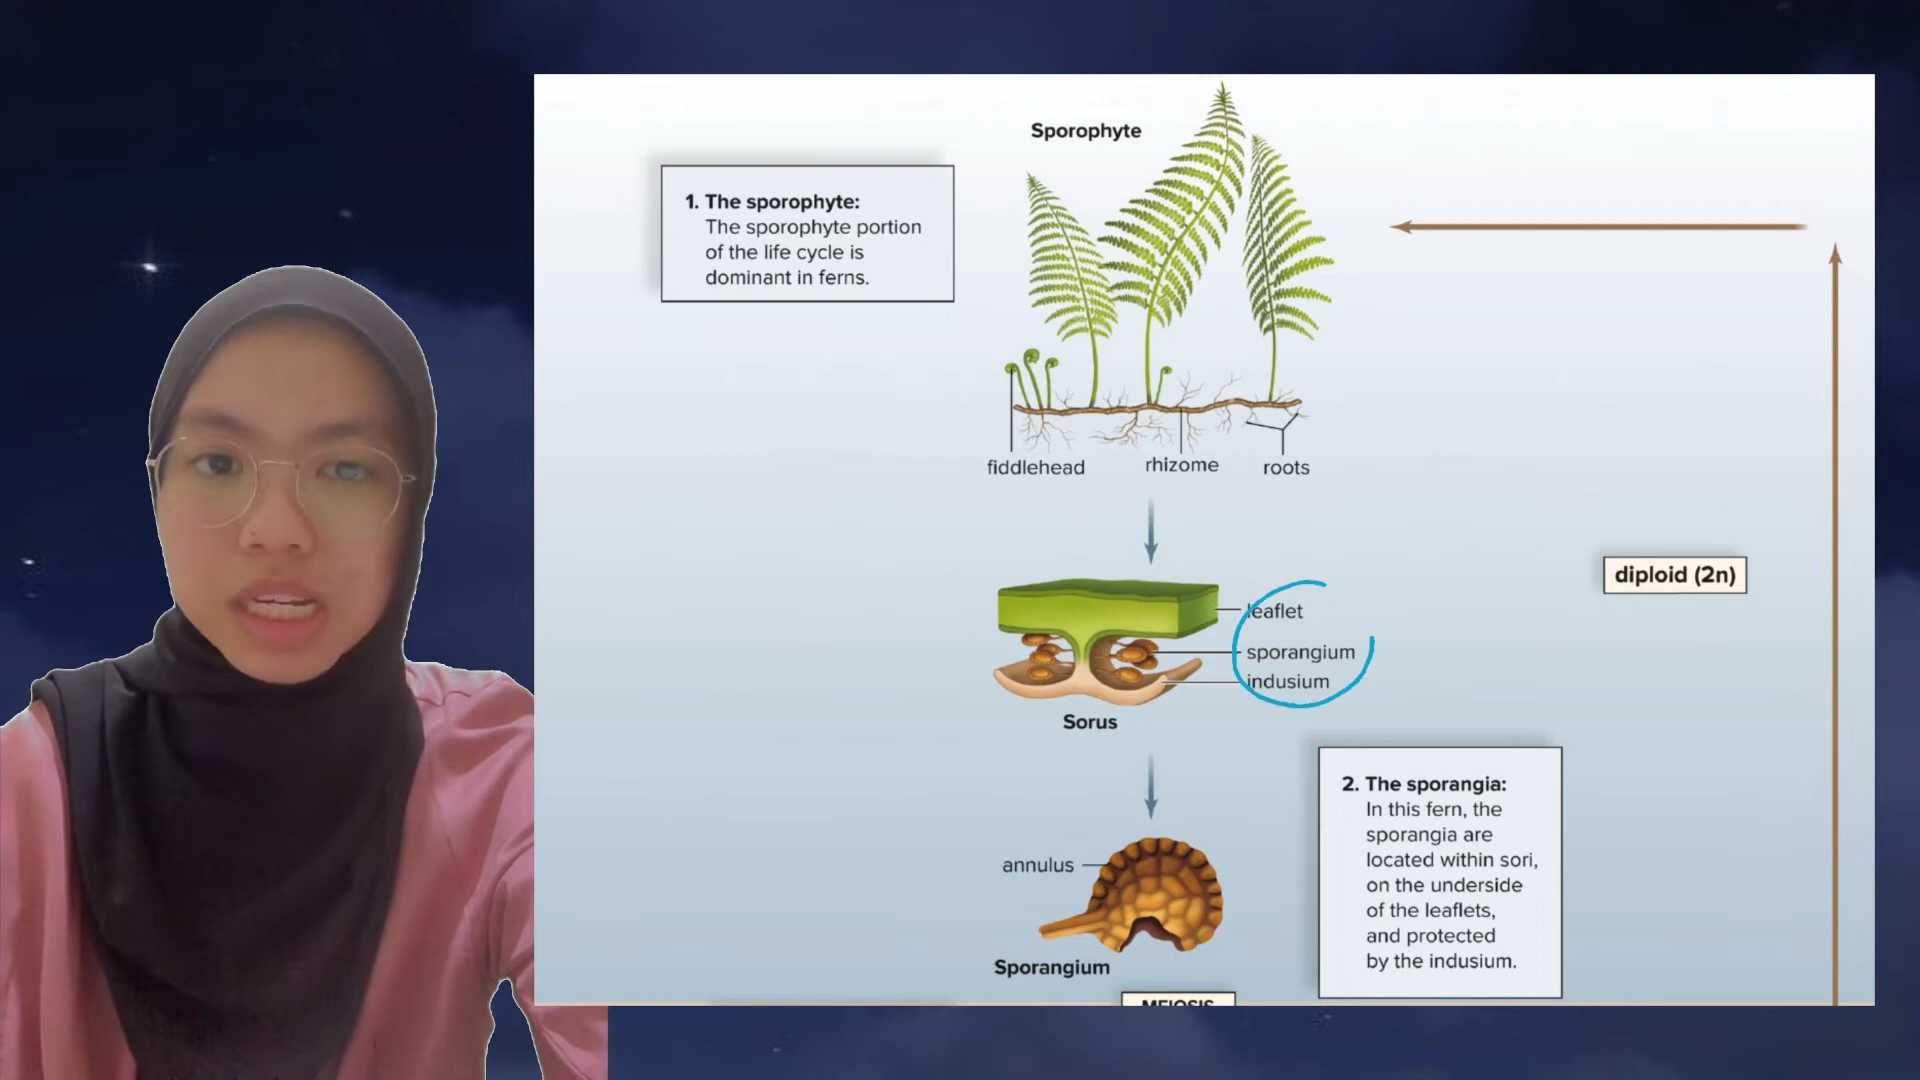 Sporophyte
1. The sporophyte:
The sporophyte portion
of the life cycle is
dominant in ferns.
fiddlehead
rhizome
roots
leaflet
sporangium
indusium
Sorus
diploid (2n)
annulus
Sporangium
2. The sporangia:
In this fern, the
sporangia are
located within sori,
on the underside
of the leaflets,
and protected
by the indusium.
MEIOSIS